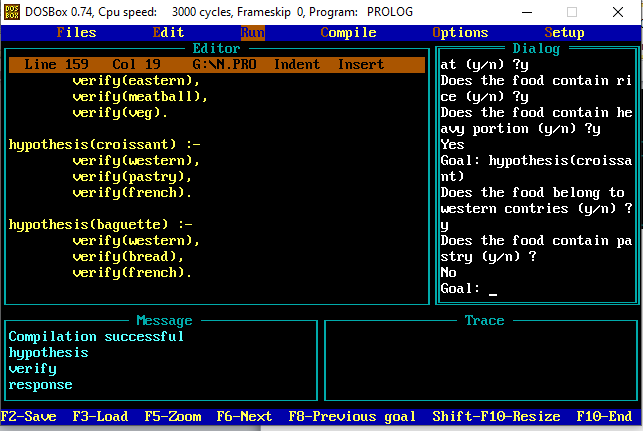 DOS
BOX
DOSBox 0.74, Cpu speed: 3000 cycles, Frameskip 0, Program: PROLOG
Files Edit Run Compile Options Setup
Editor
Line 159 Col 19 G:\N.PRO Indent Insert
verify(eastern),
verify(meatball),
verify(veg).
hypothesis(croissant) :-
verify(western),
verify(pastry),
verify(french).
hypothesis(baguette) :-
verify(western),
verify(bread),
verify(french).
Dialog
at (y/n) ?y
Does the food contain ri
ce (y/n) ?y
Does the food contain he
avy portion (y/n) ?y
Yes
Goal: hypothesis(croissa
nt)
Does the food belong to
western contries (y/n) ?
y
Does the food contain pa
stry (y/n) ?
No
Goal: _
Message
Compilation successful
hypothesis
verify
response
Trace
F2-Save F3-Load F5-Zoom F6-Next F8-Previous goal Shift-F10-Resize F10-End